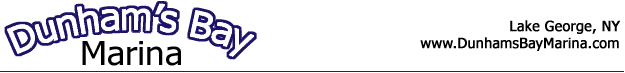 Dunham's Bay
Marina
Lake George, NY
www.DunhamsBayMarina.com